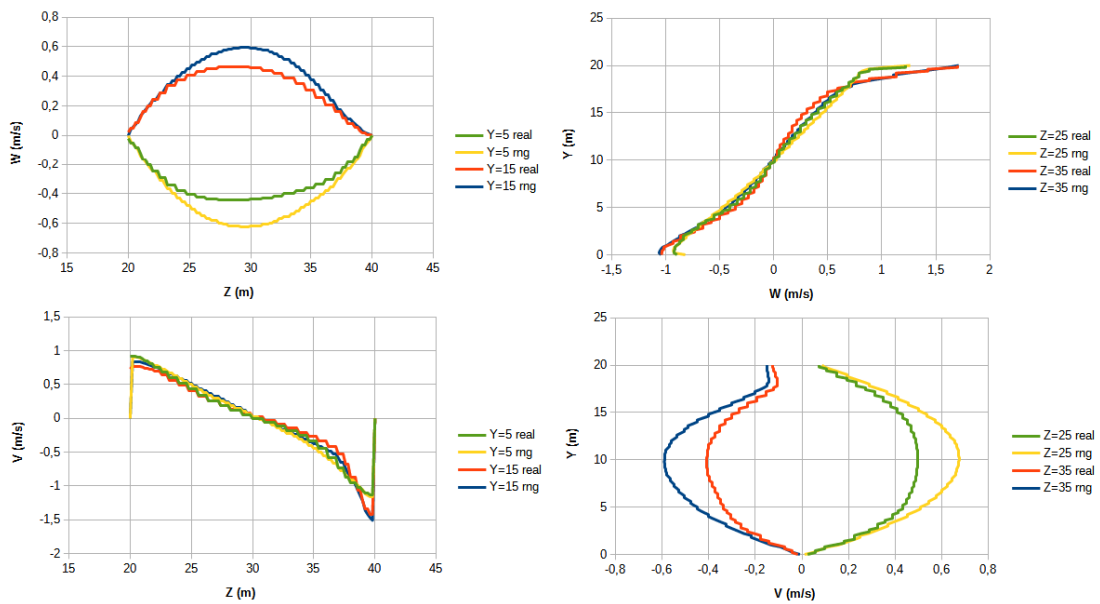 0,8
0,6
0,4
0,2
0
-0,2
-0,4
-0,6
-0,8
W (m/s)
15 20 25 30 35 40 45
Z (m)
Y=5 real
Y=5 rng
Y=15 real
Y=15 rng
25
20
15
10
5
0
Y (m)
-1,5 -1 -0,5 0 0,5 1 1,5 2
W (m/s)
Z=25 real
Z=25 rng
Z=35 real
Z=35 rng
1,5
1
0,5
0
-0,5
-1
-1,5
-2
V (m/s)
15 20 25 30 35 40 45
Z (m)
Y=5 real
Y=5 rng
Y=15 real
Y=15 rng
25
20
15
10
5
0
Y (m)
-0,8 -0,6 -0,4 -0,2 0 0,2 0,4 0,6 0,8
V (m/s)
Z=25 real
Z=25 rng
Z=35 real
Z=35 rng